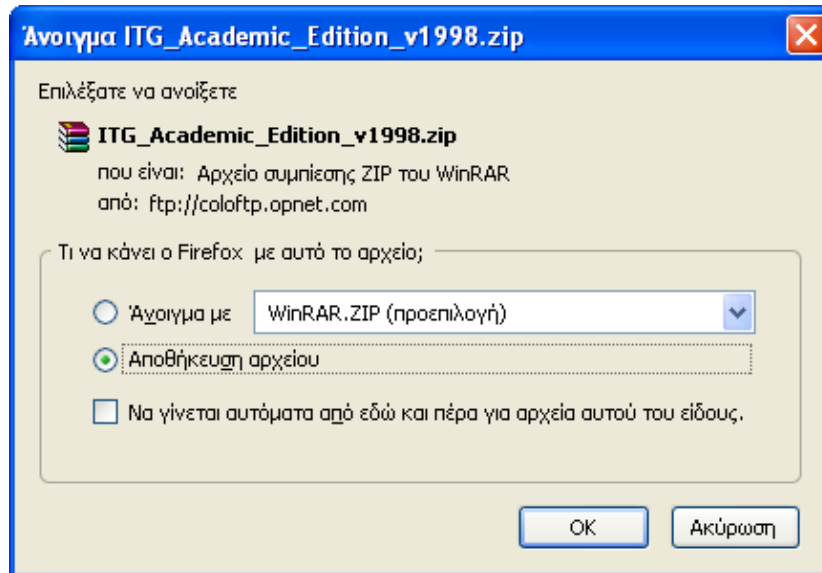 Άνοιγμα ITG_Academic_Edition_v1998.zip
Επιλέξατε να ανοίξετε
ITG_Academic_Edition_v1998.zip
που είναι: Αρχείο συμπίεσης ZIP του WinRAR
από: ftp://coloftp.opnet.com
Τι να κάνει ο Firefox με αυτό το αρχείο;
Άνοιγμα με WinRAR.ZIP (προεπιλογή)
Αποθήκευση αρχείου
Να γίνεται αυτόματα από εδώ και πέρα για αρχεία αυτού του είδους.
OK Ακύρωση